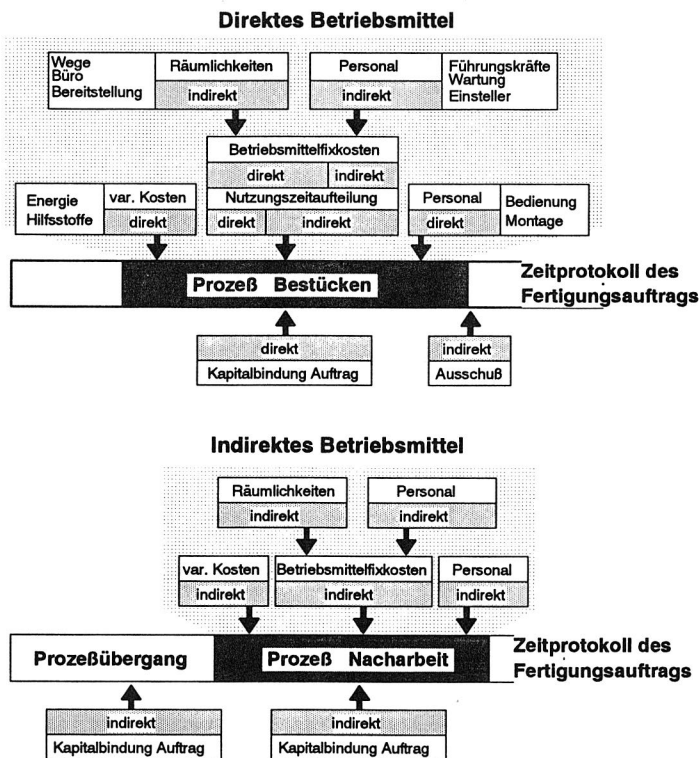 Direktes Betriebsmittel
Wege
Büro
Bereitstellung
Räumlichkeiten
indirekt
Personal
indirekt
Führungskräfte
Wartung
Einsteller
Betriebsmittelfixkosten
direkt
indirekt
Nutzungszeitaufteilung
direkt
indirekt
Energie
Hilfsstoffe
var. Kosten
direkt
Personal
direkt
Bedienung
Montage
Prozeß Bestücken
Zeitprotokoll des
Fertigungsauftrags
direkt
Kapitalbindung Auftrag
indirekt
Ausschuß
Indirektes Betriebsmittel
Räumlichkeiten
indirekt
Personal
indirekt
var. Kosten
indirekt
Betriebsmittelfixkosten
indirekt
Personal
indirekt
Prozeßübergang
Prozeß Nacharbeit
Zeitprotokoll des
Fertigungsauftrags
indirekt
Kapitalbindung Auftrag
indirekt
Kapitalbindung Auftrag